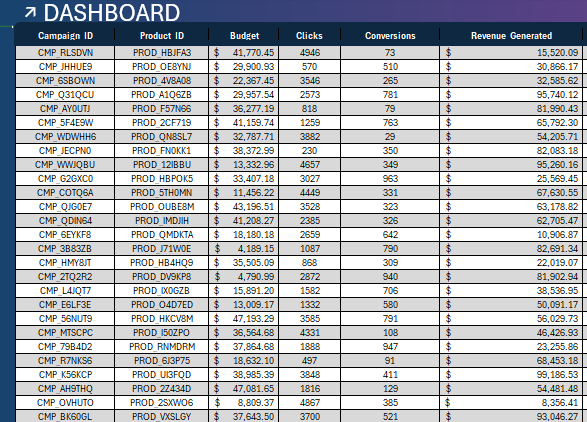 ↗ DASHBOARD
Campaign ID Product ID Budget Clicks Conversions Revenue Generated
CMP_RLSDVN PROD_HBJFA3 $ 41,770.45 4946 73 $ 15,520.09
CMP_JHHUE9 PROD_OE8YNJ $ 29,900.93 570 510 $ 30,866.17
CMP_6SBOWN PROD_4V8A08 $ 22,367.45 3546 265 $ 32,585.62
CMP_Q31QCU PROD_A1Q6ZB $ 29,957.54 2573 781 $ 95,740.12
CMP_AY0UTJ PROD_F57N66 $ 36,277.19 818 79 $ 81,990.43
CMP_5F4E9W PROD_2CF719 $ 41,159.74 1259 763 $ 65,792.30
CMP_WDWHH6 PROD_QN8SL7 $ 32,787.71 3882 29 $ 54,205.71
CMP_JECPN0 PROD_FN0KK1 $ 38,372.99 230 350 $ 82,083.18
CMP_WWJQBU PROD_12IBBU $ 13,332.96 4657 349 $ 95,260.16
CMP_G2GXC0 PROD_HBPOK5 $ 33,407.18 3027 963 $ 25,569.45
CMP_COTQ6A PROD_5TH0MN $ 11,456.22 4449 331 $ 67,630.55
CMP_QJG0E7 PROD_OUBE8M $ 43,196.51 3528 323 $ 63,178.82
CMP_QDIN64 PROD_IMDJIH $ 41,208.27 2385 326 $ 62,705.47
CMP_6EYKF8 PROD_QMDKTA $ 18,180.18 2659 642 $ 10,906.87
CMP_3B83ZB PROD_J71W0E $ 4,189.15 1087 790 $ 82,691.34
CMP_HMY8JT PROD_HB4HQ9 $ 35,505.09 868 309 $ 22,019.07
CMP_2TQ2R2 PROD_DV9KP8 $ 4,790.99 2872 940 $ 81,902.94
CMP_L4JQT7 PROD_IX0GZB $ 15,891.20 1582 706 $ 38,536.95
CMP_E6LF3E PROD_O4D7ED $ 13,009.17 1332 580 $ 50,091.17
CMP_56NUT9 PROD_HKCV8M $ 47,193.29 3585 791 $ 56,029.73
CMP_MTSCPC PROD_I50ZPO $ 36,564.68 4331 108 $ 46,426.93
CMP_79B4D2 PROD_RNMDRM $ 37,864.68 1888 947 $ 23,255.86
CMP_R7NKS6 PROD_6J3P75 $ 18,632.10 497 91 $ 68,453.18
CMP_K56KCP PROD_UI3FQD $ 38,985.39 3848 411 $ 99,186.53
CMP_AH9THQ PROD_2Z434D $ 47,081.65 1816 129 $ 54,481.48
CMP_OVHUTO PROD_2SXWO6 $ 8,809.37 4867 385 $ 8,356.41
CMP_BK60GL PROD_VXSLGY $ 37,643.50 3700 521 $ 93,046.27